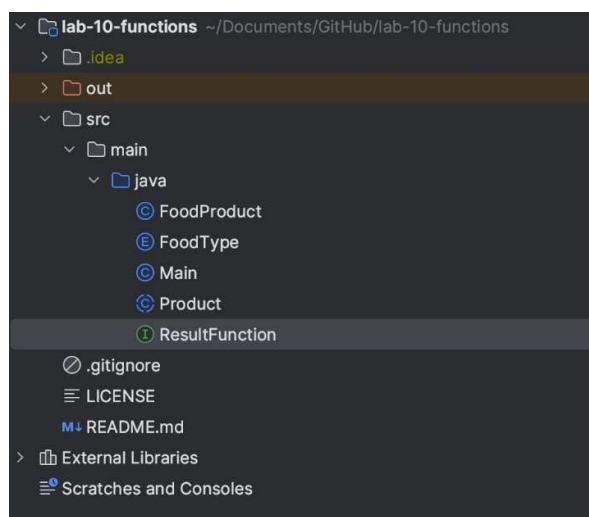 lab-10-functions ~/Documents/GitHub/lab-10-functions
.idea
out
src
main
java
C FoodProduct
E FoodType
C Main
C Product
I ResultFunction
.gitignore
LICENSE
M↓ README.md
External Libraries
Scratches and Consoles